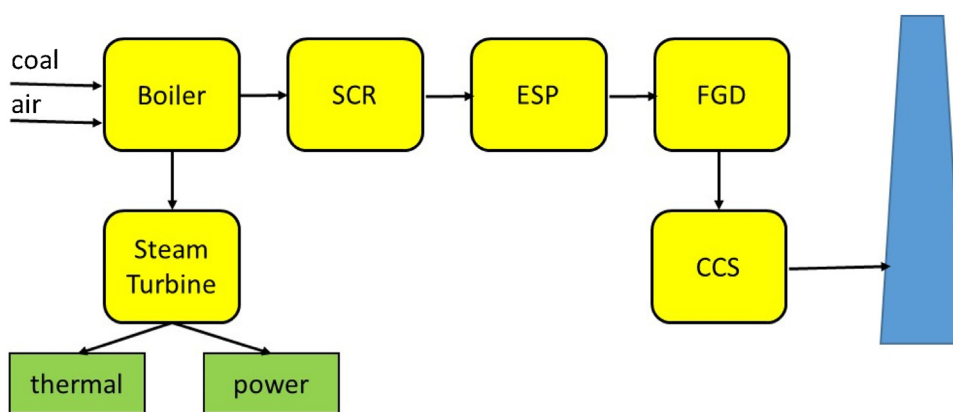 coal
air
Boiler
SCR
ESP
FGD
Steam
Turbine
CCS
thermal
power